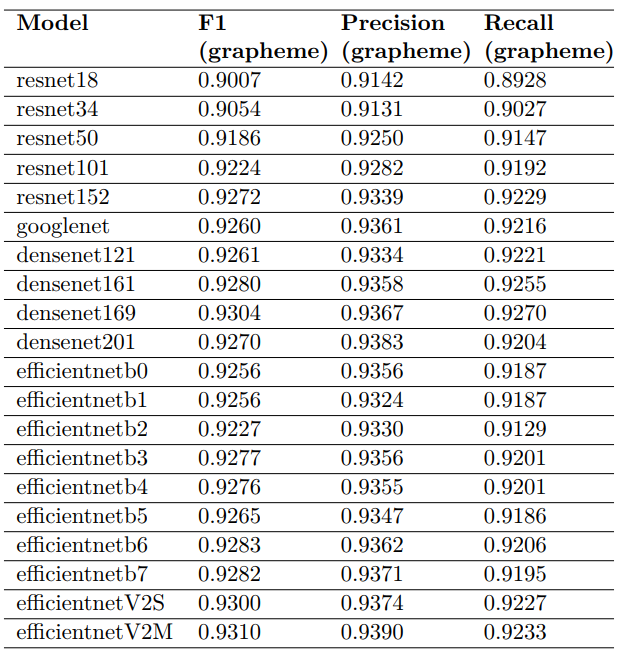 Model F1 Precision Recall
(grapheme) (grapheme) (grapheme)
resnet18 0.9007 0.9142 0.8928
resnet34 0.9054 0.9131 0.9027
resnet50 0.9186 0.9250 0.9147
resnet101 0.9224 0.9282 0.9192
resnet152 0.9272 0.9339 0.9229
googlenet 0.9260 0.9361 0.9216
densenet121 0.9261 0.9334 0.9221
densenet161 0.9280 0.9358 0.9255
densenet169 0.9304 0.9367 0.9270
densenet201 0.9270 0.9383 0.9204
efficientnetb0 0.9256 0.9356 0.9187
efficientnetb1 0.9256 0.9324 0.9187
efficientnetb2 0.9227 0.9330 0.9129
efficientnetb3 0.9277 0.9356 0.9201
efficientnetb4 0.9276 0.9355 0.9201
efficientnetb5 0.9265 0.9347 0.9186
efficientnetb6 0.9283 0.9362 0.9206
efficientnetb7 0.9282 0.9371 0.9195
efficientnetV2S 0.9300 0.9374 0.9227
efficientnetV2M 0.9310 0.9390 0.9233